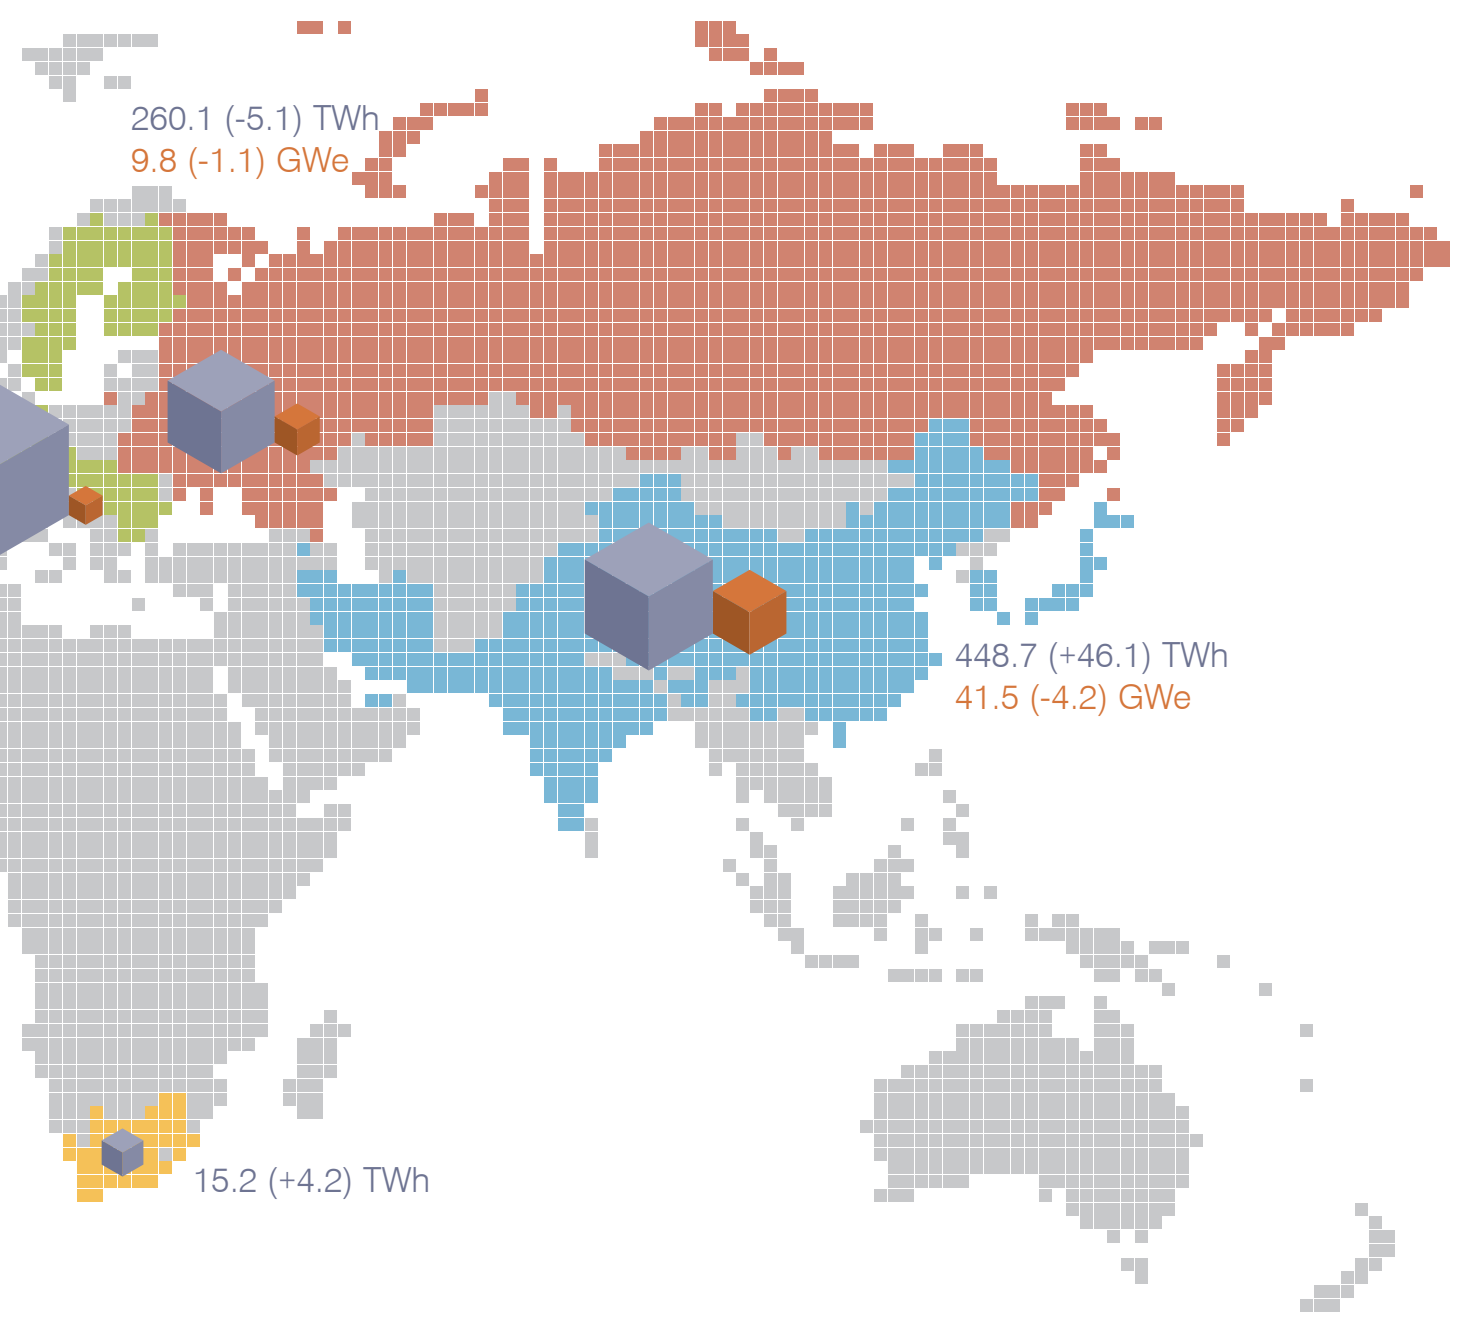 260.1 (-5.1) TWh
9.8 (-1.1) GWe
448.7 (+46.1) TWh
41.5 (-4.2) GWe
15.2 (+4.2) TWh